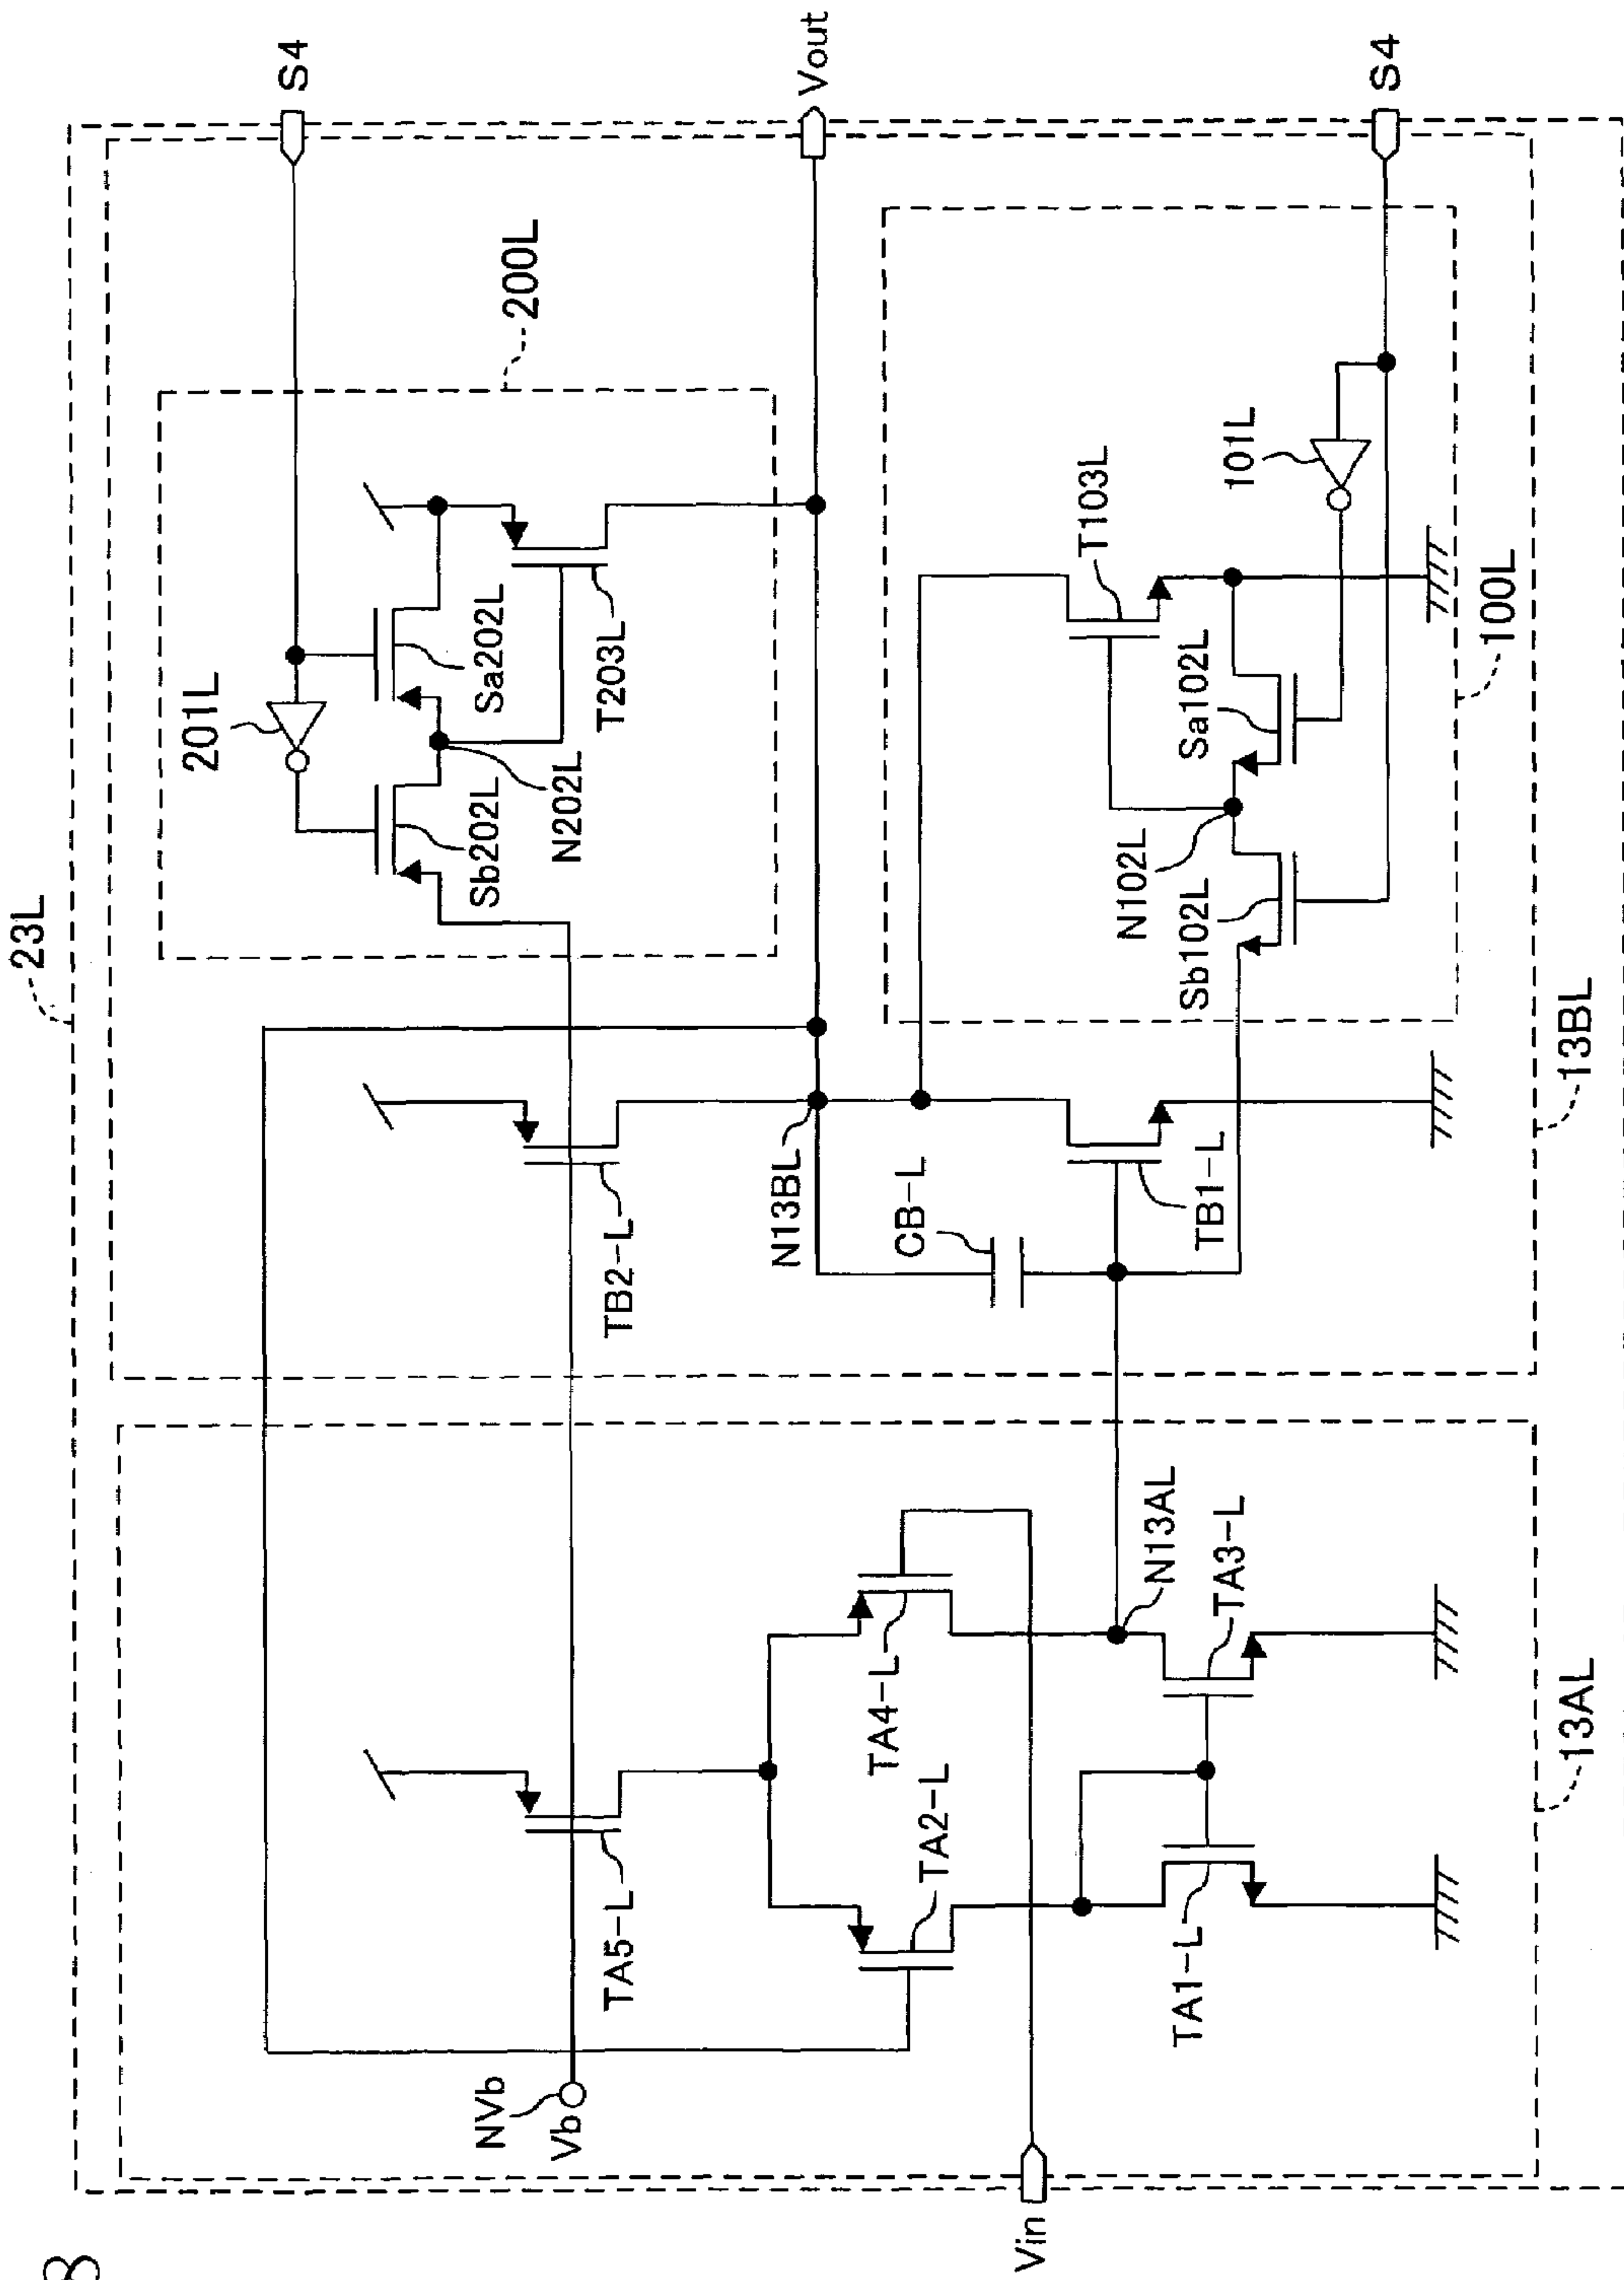 8
23L
S4
Vout
S4
200L
201L
Sa202L
Sb202L
N202L
T203L
101L
T103L
100L
Sa102L
N102L
Sb102L
13BL
TB2-L
N13BL
CB-L
TB1-L
N13AL
TA3-L
TA4-L
TA2-L
TA1-L
TA5-L
13AL
NVb
Vb
Vin